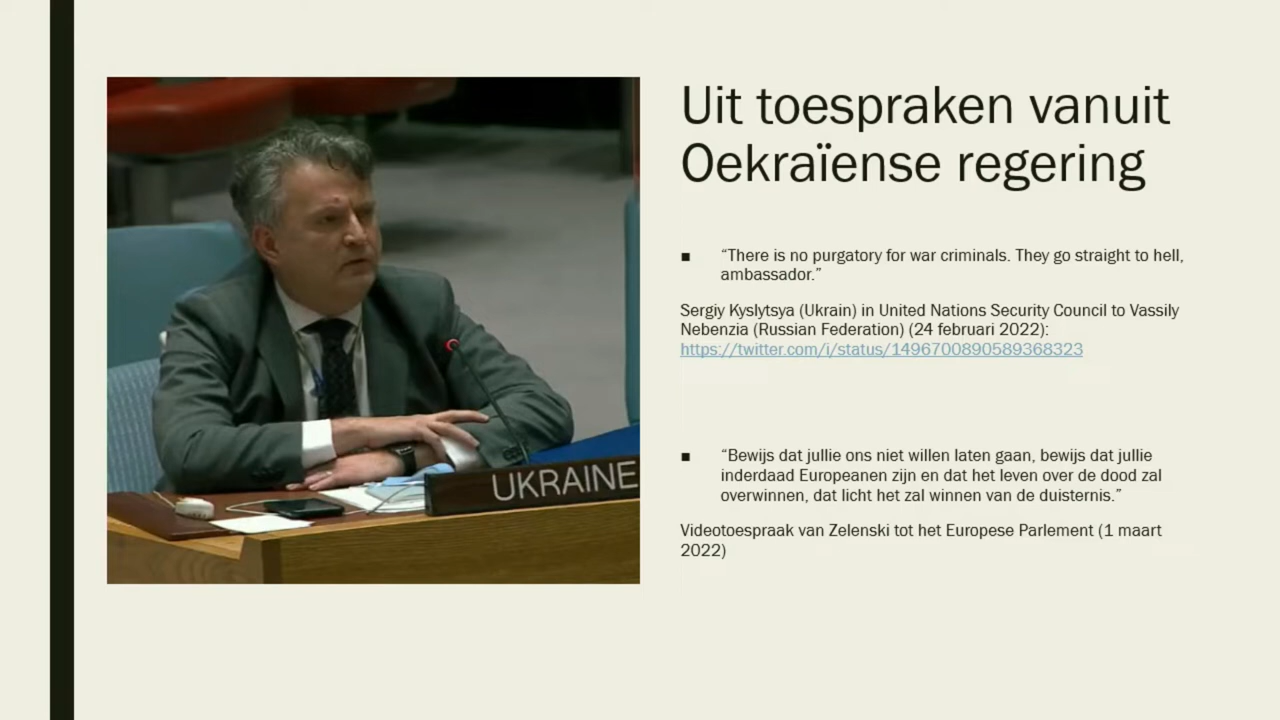 Uit toespraken vanuit
Oekraïense regering
▪ “There is no purgatory for war criminals. They go straight to hell,
ambassador.”
Sergiy Kyslytsya (Ukrain) in United Nations Security Council to Vassily
Nebenzia (Russian Federation) (24 februari 2022):
https://twitter.com/i/status/1496700890589368323
▪ “Bewijs dat jullie ons niet willen laten gaan, bewijs dat jullie
inderdaad Europeanen zijn en dat het leven over de dood zal
overwinnen, dat licht het zal winnen van de duisternis.”
Videotoespraak van Zelenski tot het Europese Parlement (1 maart
2022)
UKRAINE